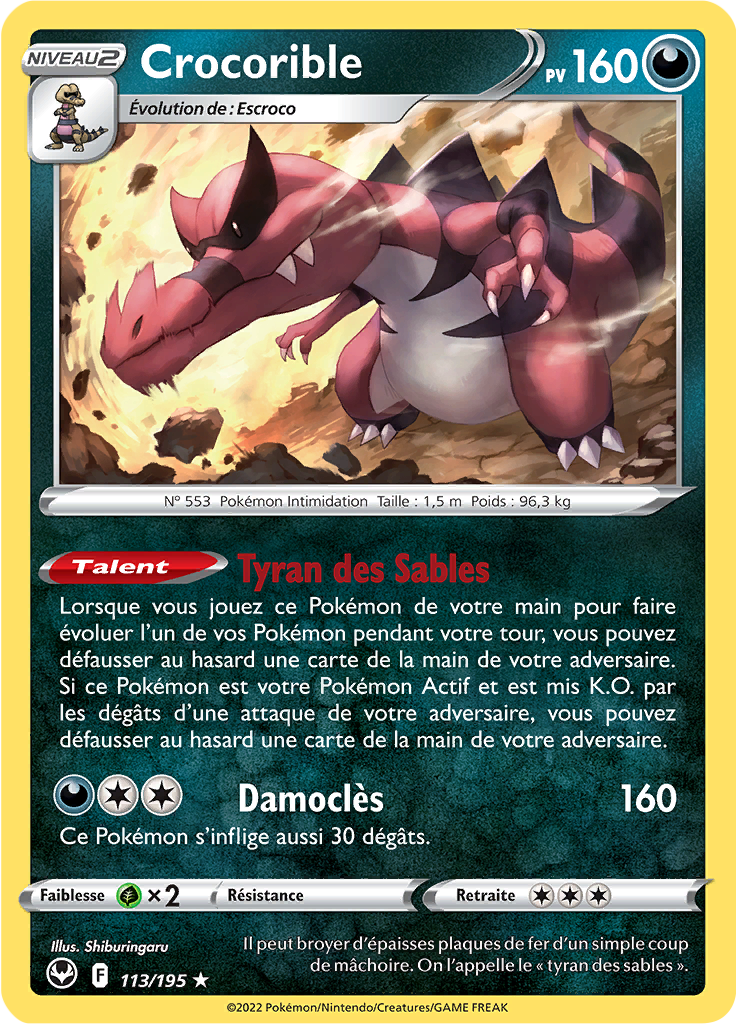 NIVEAU2
Crocorible
PV 160
Évolution de : Escroco
N° 553 Pokémon Intimidation Taille : 1,5 m Poids : 96,3 kg
Talent Tyran des Sables
Lorsque vous jouez ce Pokémon de votre main pour faire
évoluer l'un de vos Pokémon pendant votre tour, vous pouvez
défausser au hasard une carte de la main de votre adversaire.
Si ce Pokémon est votre Pokémon Actif et est mis K.O. par
les dégâts d'une attaque de votre adversaire, vous pouvez
défausser au hasard une carte de la main de votre adversaire.
Damoclès 160
Ce Pokémon s'inflige aussi 30 dégâts.
Faiblesse ×2 Résistance Retraite
Illus. Shiburingaru
Il peut broyer d'épaisses plaques de fer d'un simple coup
de mâchoire. On l'appelle le « tyran des sables ».
F 113/195 ★
©2022 Pokémon/Nintendo/Creatures/GAME FREAK